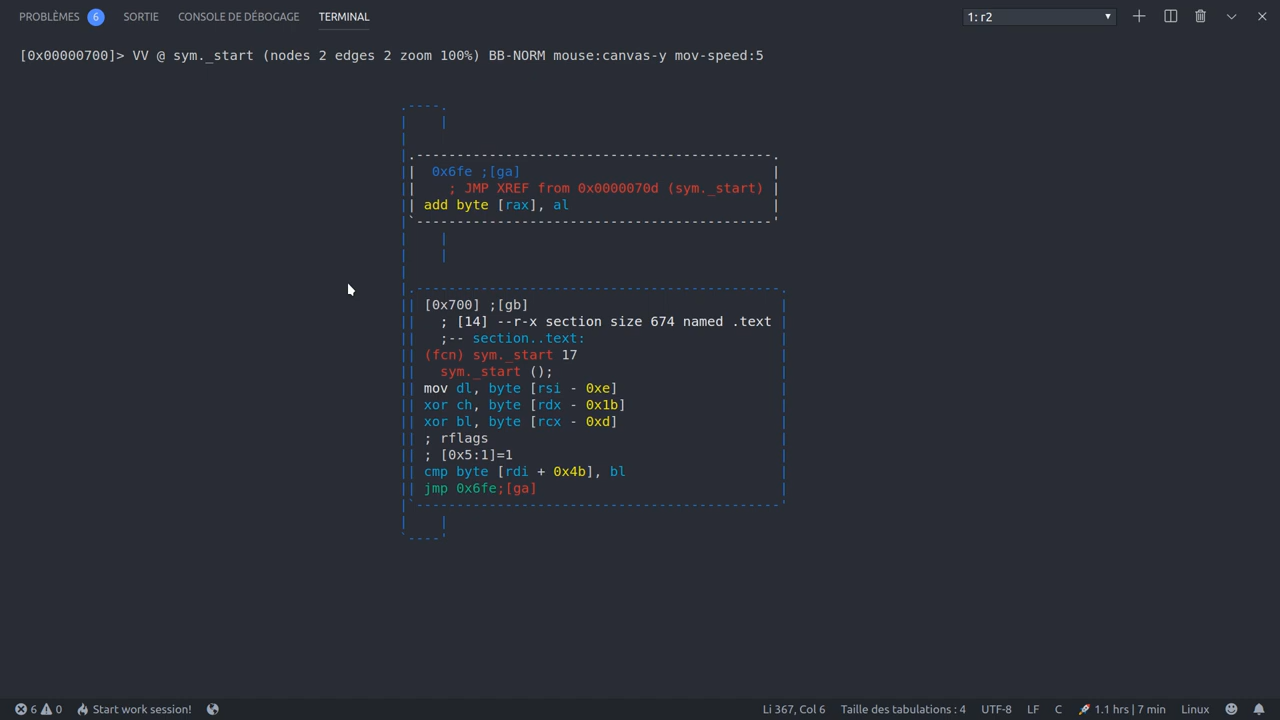 PROBLÈMES 6 SORTIE CONSOLE DE DÉBOGAGE TERMINAL 1: r2
[0x00000700]> VV @ sym._start (nodes 2 edges 2 zoom 100%) BB-NORM mouse:canvas-y mov-speed:5
0x6fe ;[ga]
; JMP XREF from 0x0000070d (sym._start)
add byte [rax], al
[0x700] ;[gb]
; [14] --r-x section size 674 named .text
;-- section..text:
(fcn) sym._start 17
sym._start ();
mov dl, byte [rsi - 0xe]
xor ch, byte [rdx - 0x1b]
xor bl, byte [rcx - 0xd]
; rflags
; [0x5:1]=1
cmp byte [rdi + 0x4b], bl
jmp 0x6fe;[ga]
6 0 Start work session! Li 367, Col 6 Taille des tabulations : 4 UTF-8 LF C 🚀 1.1 hrs | 7 min Linux